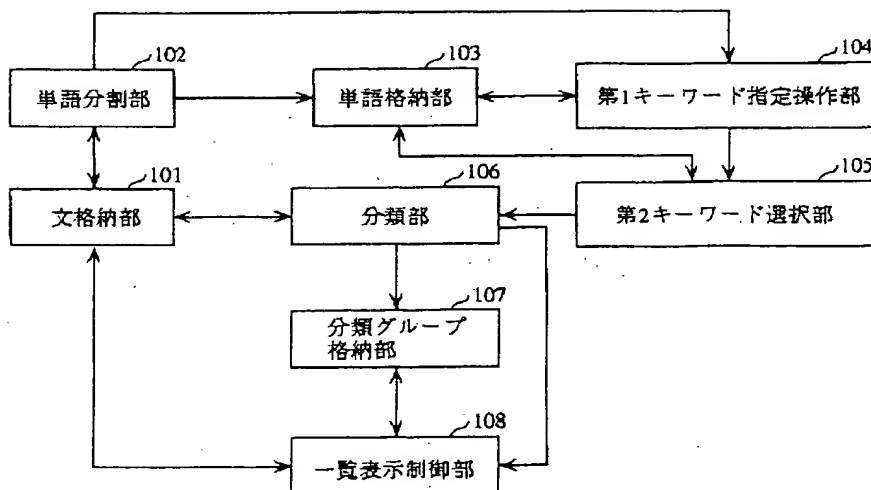 102
単語分割部
103
単語格納部
104
第1キーワード指定操作部
101
文格納部
106
分類部
105
第2キーワード選択部
107
分類グループ
格納部
108
一覧表示制御部